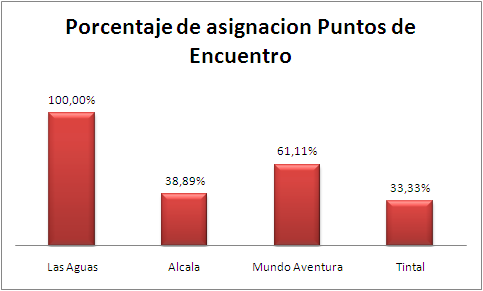 Porcentaje de asignacion Puntos de
Encuentro
100,00%
38,89%
61,11%
33,33%
Las Aguas
Alcala
Mundo Aventura
Tintal